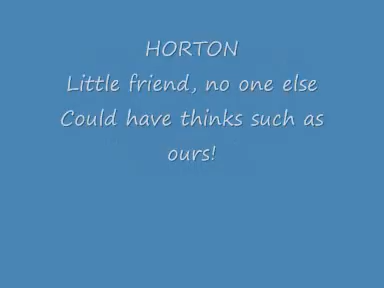 HORTON
Little friend, no one else
Could have thinks such as
ours!